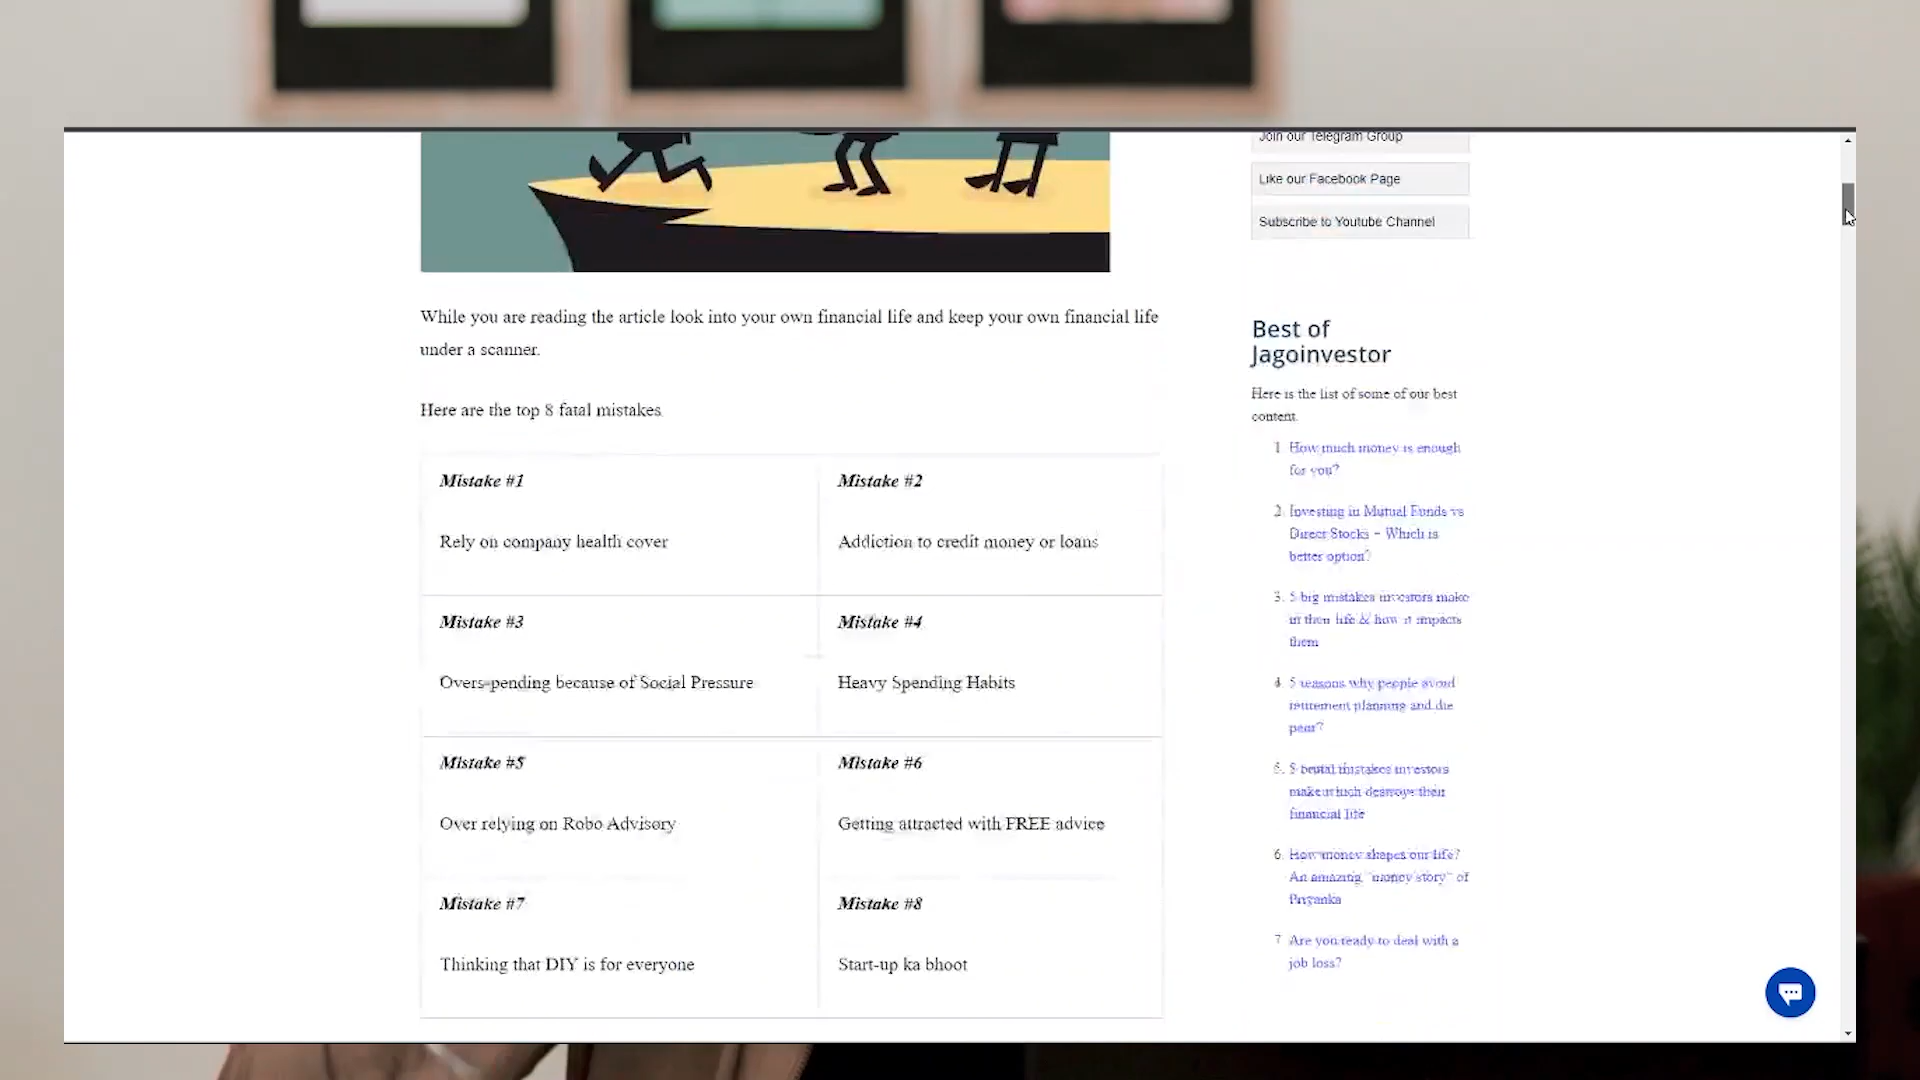 While you are reading the article look into your own financial life and keep your own financial life
under a scanner.
Here are the top 8 fatal mistakes
Mistake #1
Rely on company health cover
Mistake #2
Addiction to credit money or loans
Mistake #3
Overs-pending because of Social Pressure
Mistake #4
Heavy Spending Habits
Mistake #5
Over relying on Robo Advisory
Mistake #6
Getting attracted with FREE advice
Mistake #7
Thinking that DIY is for everyone
Mistake #8
Start-up ka bhoot
Join our Telegram Group
Like our Facebook Page
Subscribe to Youtube Channel
Best of
Jagoinvestor
Here is the list of some of our best
content.
1 How much money is enough
for you?
2. Investing in Mutual Funds vs
Direct Stocks – Which is
better option?
3. 5 big mistakes investors make
in their life & how it impacts
them
4 5 reasons why people avoid
retirement planning and die
poor?
5. 5 brutal mistakes investors
make which destroys their
financial life
6. How money shapes our life?
An amazing "money story" of
Priyanka
7 Are you ready to deal with a
job loss?